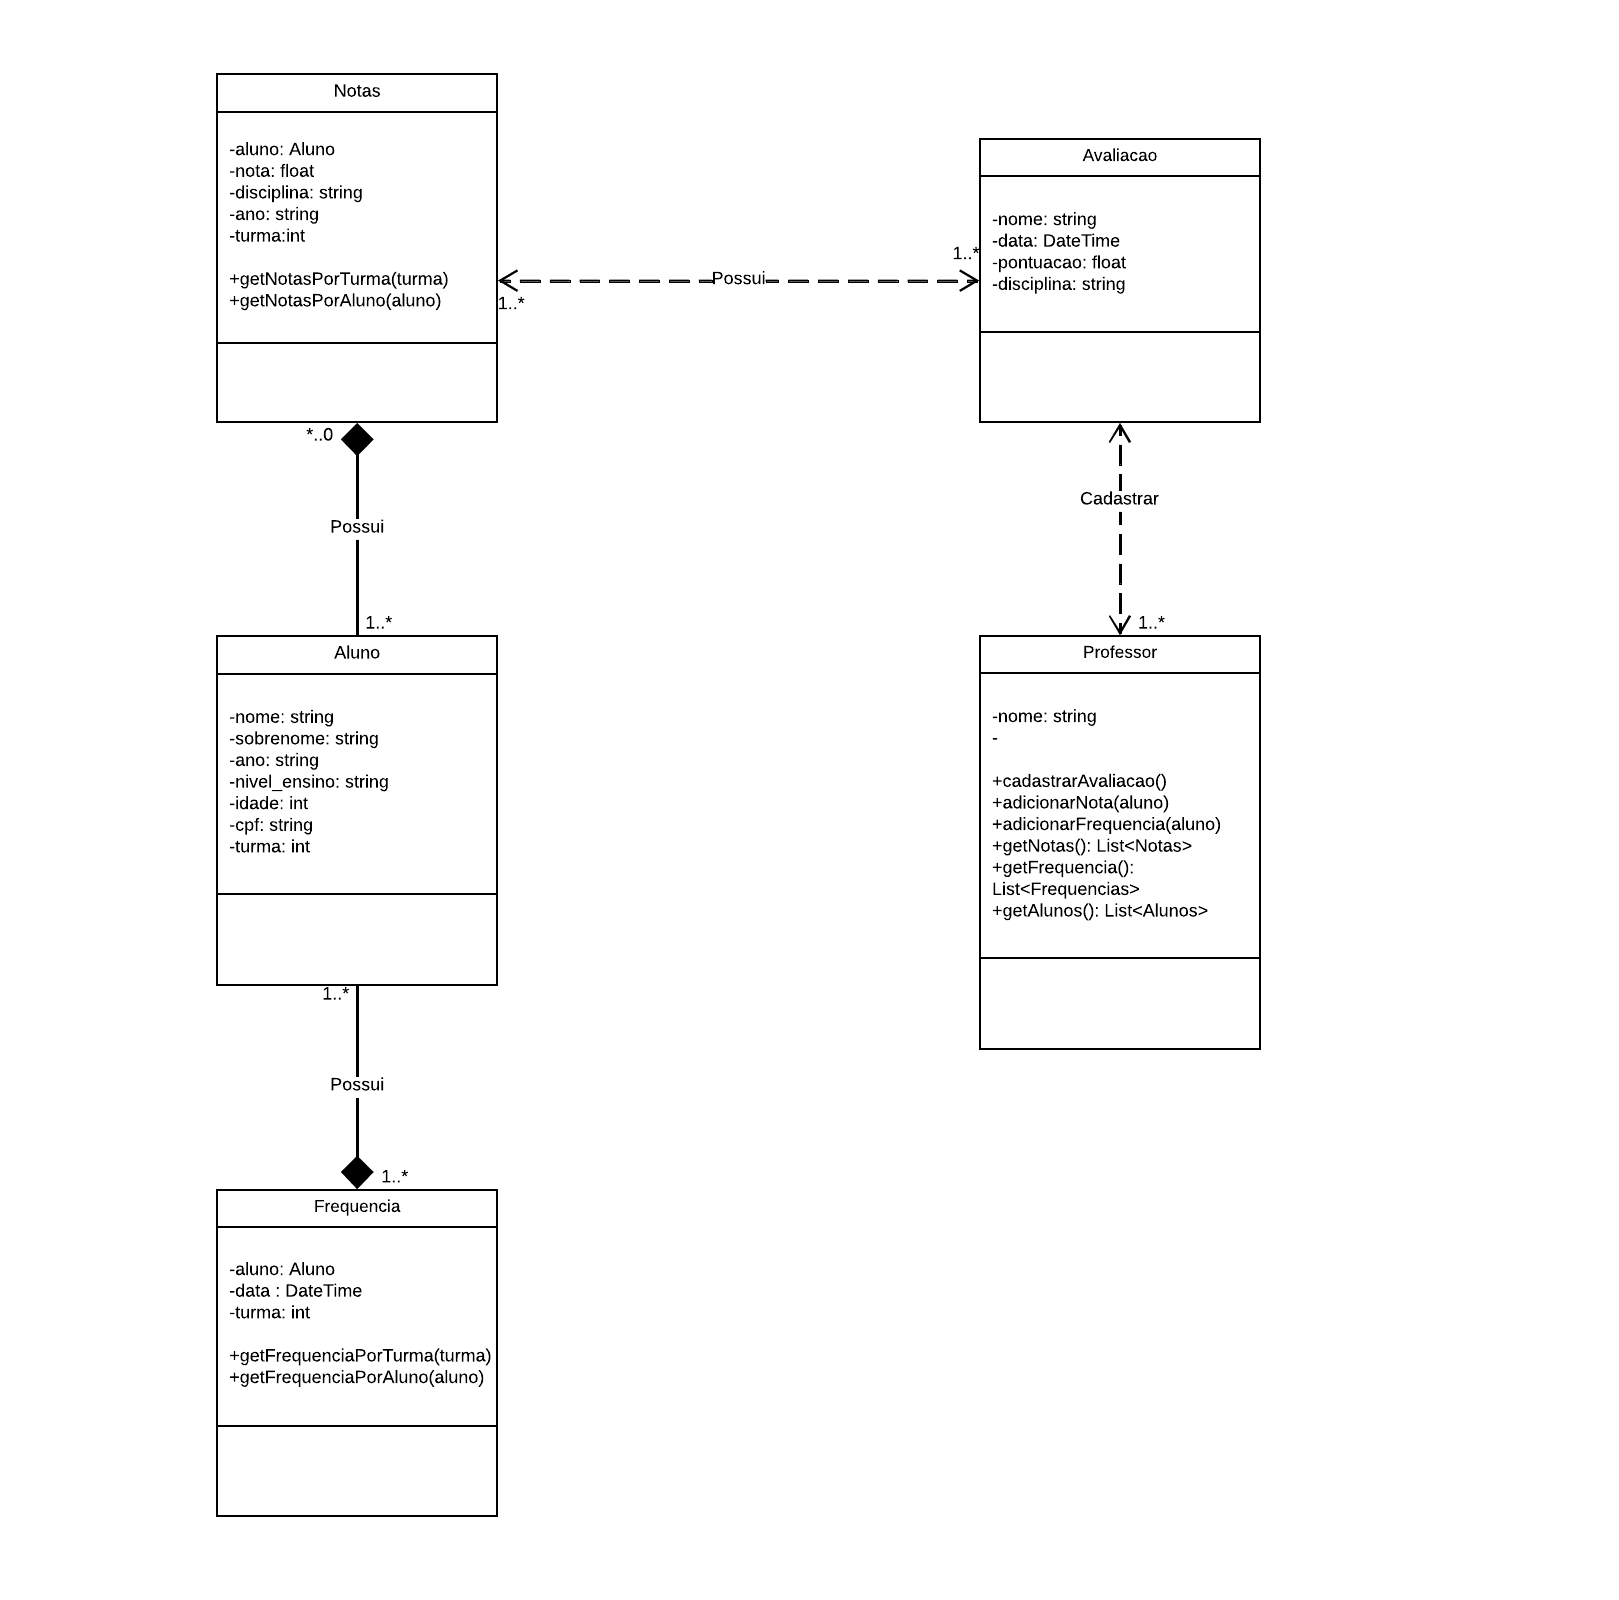 Notas
-aluno: Aluno
-nota: float
-disciplina: string
-ano: string
-turma:int
+getNotasPorTurma(turma)
+getNotasPorAluno(aluno)
Avaliacao
-nome: string
-data: DateTime
-pontuacao: float
-disciplina: string
1..*
Possui
1..*
*..0
Possui
1..*
Cadastrar
1..*
Aluno
-nome: string
-sobrenome: string
-ano: string
-nivel_ensino: string
-idade: int
-cpf: string
-turma: int
Professor
-nome: string
-
+cadastrarAvaliacao()
+adicionarNota(aluno)
+adicionarFrequencia(aluno)
+getNotas(): List<Notas>
+getFrequencia():
List<Frequencias>
+getAlunos(): List<Alunos>
1..*
Possui
1..*
Frequencia
-aluno: Aluno
-data : DateTime
-turma: int
+getFrequenciaPorTurma(turma)
+getFrequenciaPorAluno(aluno)